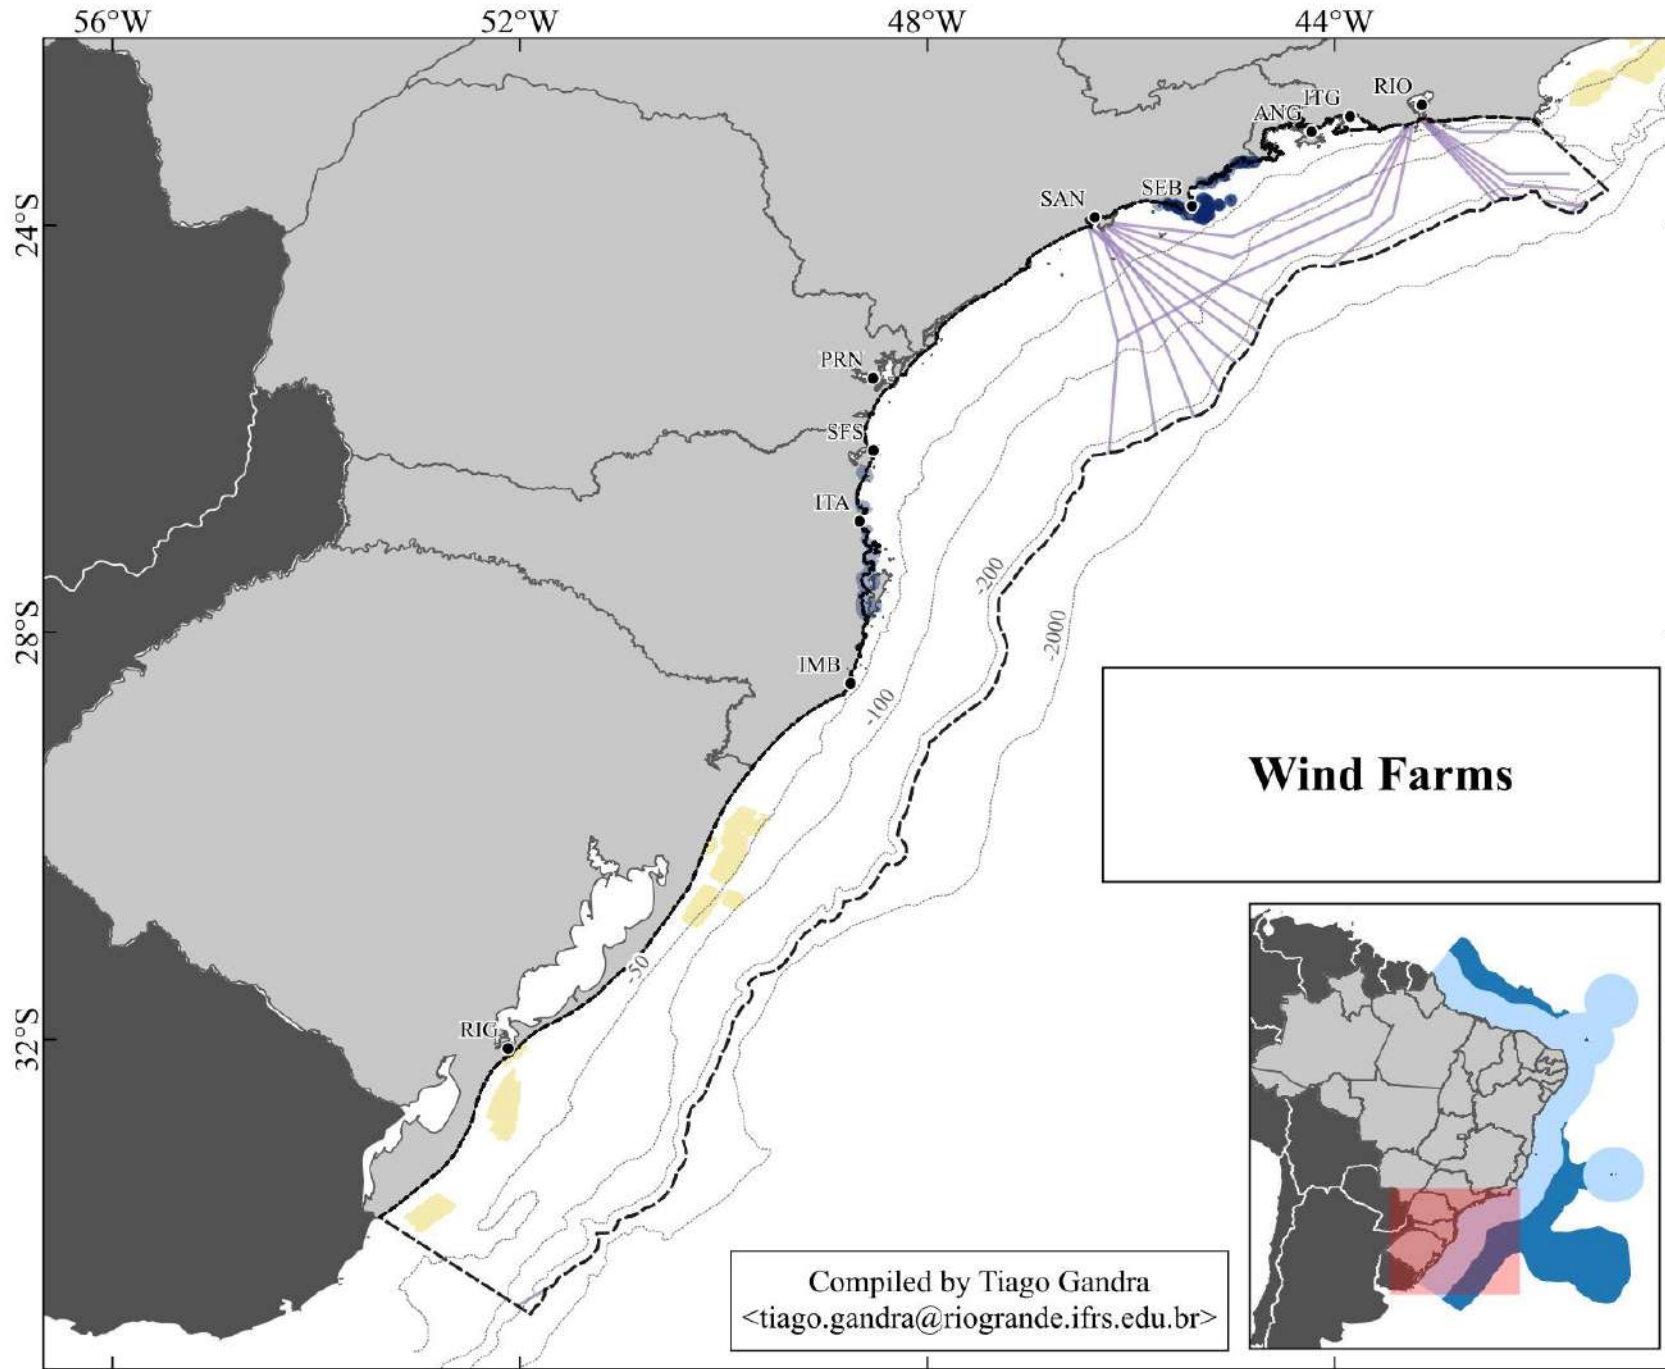 56°W 52°W 48°W 44°W
RIO
ITG
ANG
SEB
SAN
24°S
PRN
SFS
ITA
-200
28°S
-2000
IMB
-100
Wind Farms
-50
RIG
32°S
Compiled by Tiago Gandra
<tiago.gandra@riogrande.ifrs.edu.br>